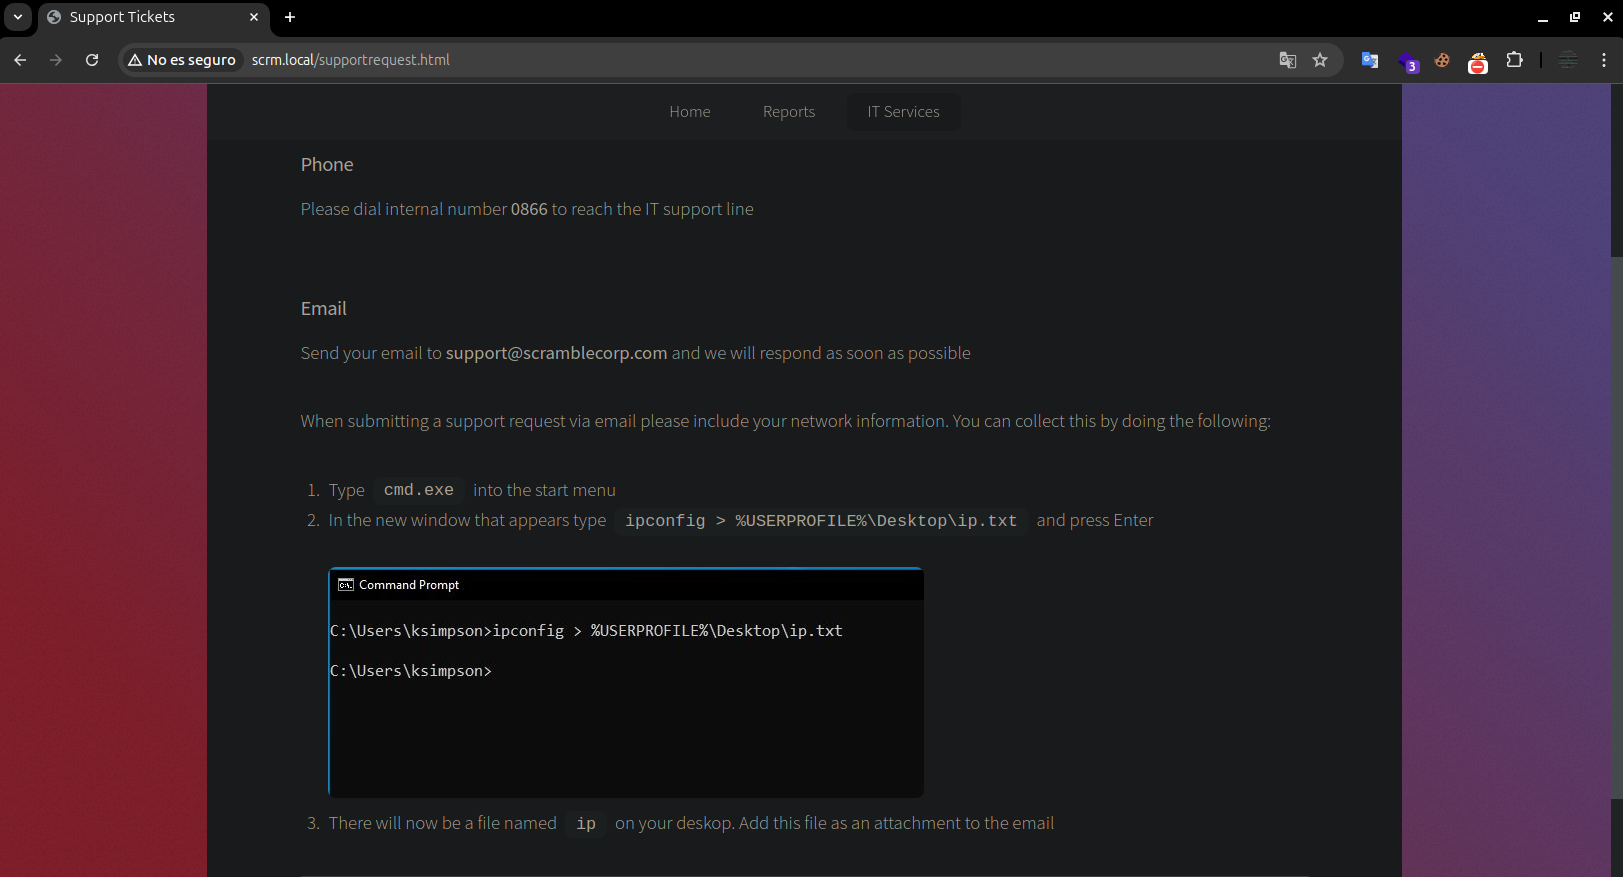 Support Tickets
No es seguro scrm.local/supportrequest.html
3
Home Reports IT Services
Phone
Please dial internal number 0866 to reach the IT support line
Email
Send your email to support@scramblecorp.com and we will respond as soon as possible
When submitting a support request via email please include your network information. You can collect this by doing the following:
1. Type cmd.exe into the start menu
2. In the new window that appears type ipconfig > %USERPROFILE%\Desktop\ip.txt and press Enter
Command Prompt
C:\Users\ksimpson>ipconfig > %USERPROFILE%\Desktop\ip.txt
C:\Users\ksimpson>
3. There will now be a file named ip on your deskop. Add this file as an attachment to the email